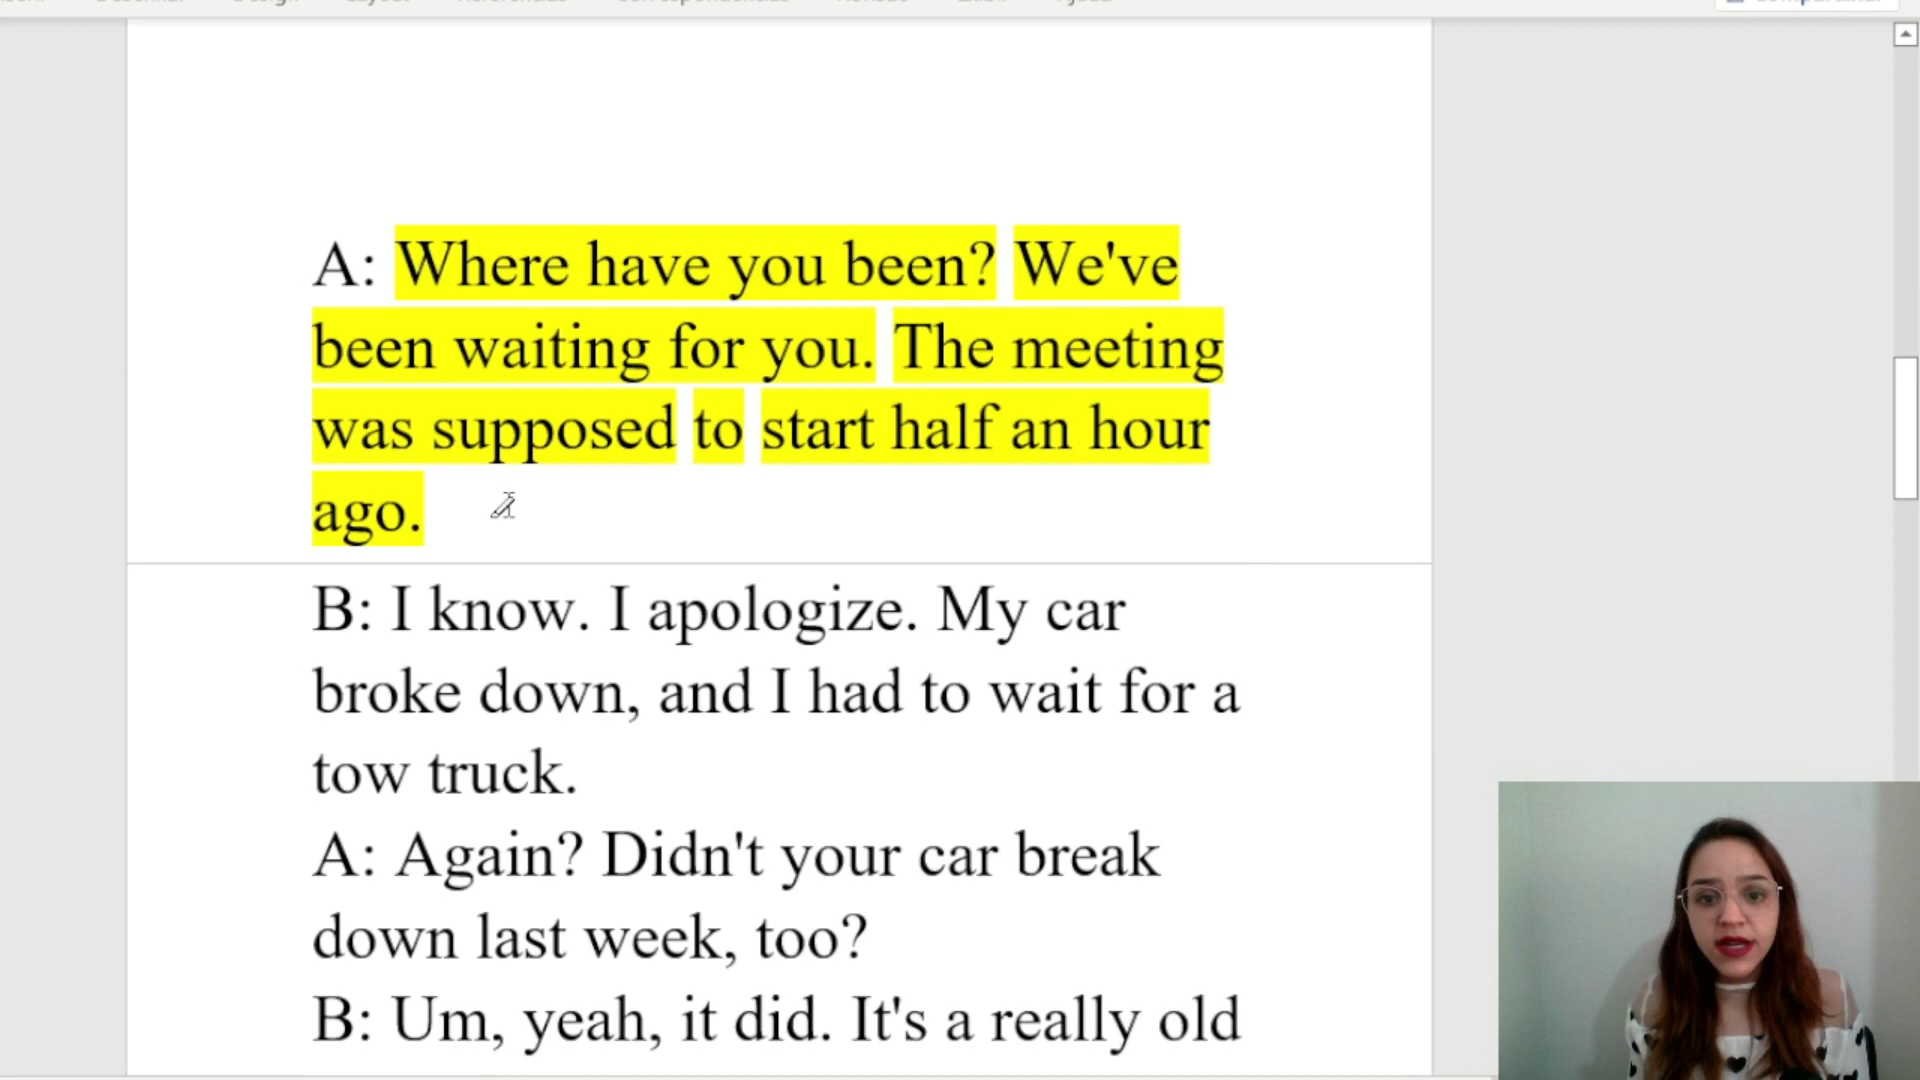 A: Where have you been? We've
been waiting for you. The meeting
was supposed to start half an hour
ago.
B: I know. I apologize. My car
broke down, and I had to wait for a
tow truck.
A: Again? Didn't your car break
down last week, too?
B: Um, yeah, it did. It's a really old